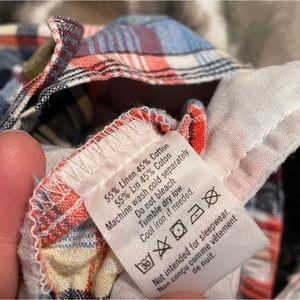 55% Linen 45% Cotton
55% Lin 45% Coton
Machine wash cold separately.
Do not bleach.
Tumble dry low.
Cool iron if needed.
30
Not intended for sleepwear.
Non conçu comme vêtement
de nuit.